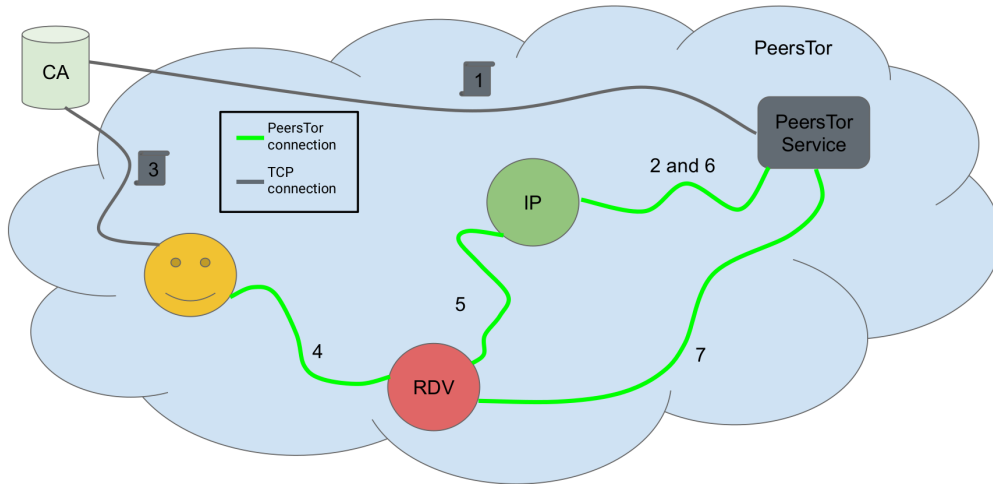 PeersTor
CA
1
PeersTor
Service
PeersTor
connection
TCP
connection
3
2 and 6
IP
5
4
7
RDV